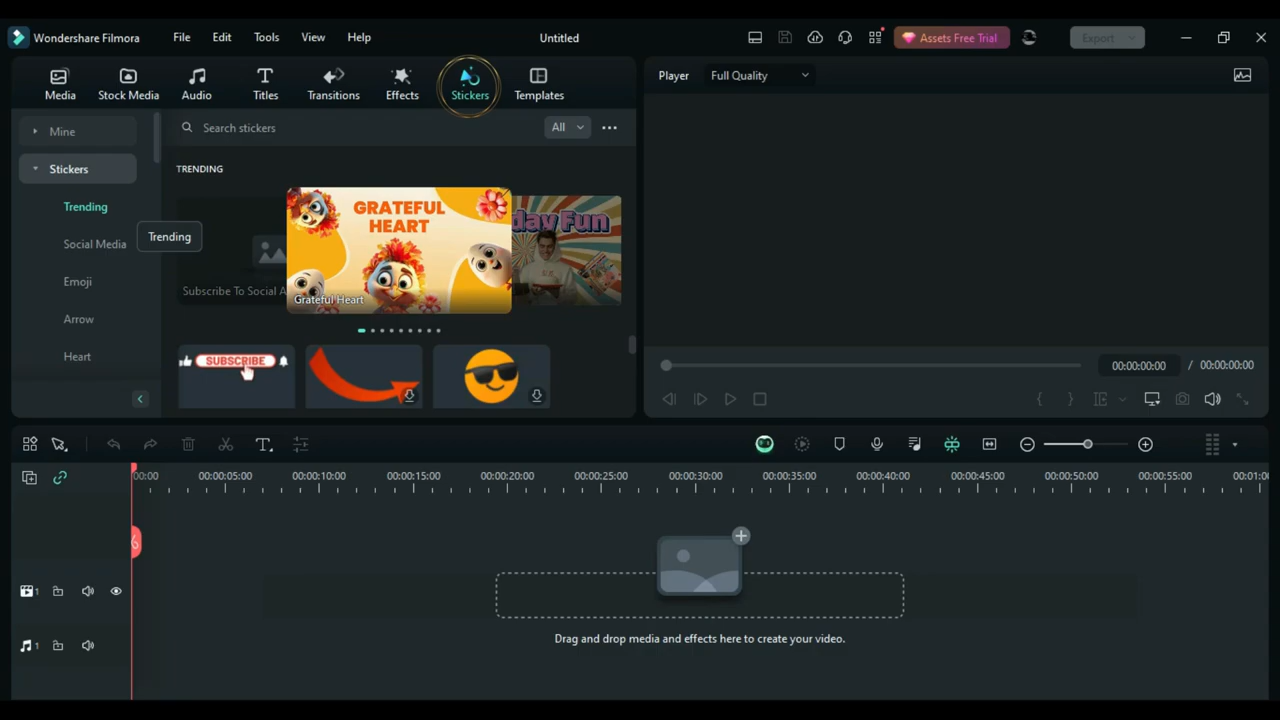 Wondershare Filmora
File
Edit
Tools
View
Help
Untitled
Assets Free Trial
Export
Media
Stock Media
Audio
Titles
Transitions
Effects
Stickers
Templates
Player
Full Quality
Mine
Stickers
Trending
Social Media
Emoji
Arrow
Heart
Trending
Search stickers
All
TRENDING
Subscribe To Social A
GRATEFUL
HEART
Grateful Heart
day Fun
SUBSCRIBE
00:00:00:00 / 00:00:00:00
00:00 00:00:05:00 00:00:10:00 00:00:15:00 00:00:20:00 00:00:25:00 00:00:30:00 00:00:35:00 00:00:40:00 00:00:45:00 00:00:50:00 00:00:55:00 00:01:0
1
Drag and drop media and effects here to create your video.
1